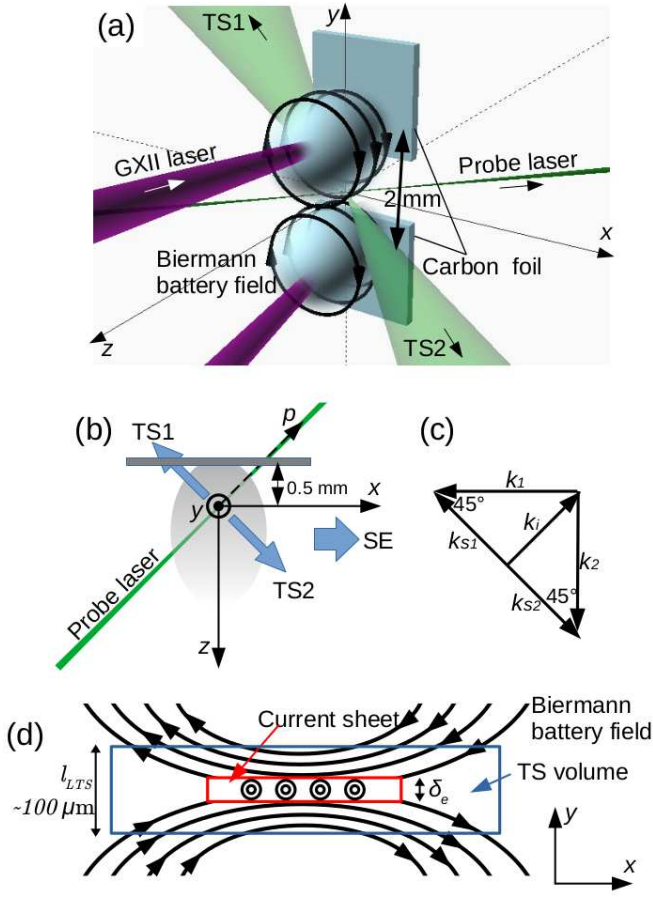 (a)
TS1
y
GXII laser
Probe laser
2 mm
x
Biermann
battery field
Carbon foil
z
TS2
(b)
p
TS1
0.5 mm
x
y
SE
Probe laser
TS2
z
(c)
k1
45°
ki
kS1
k2
45°
kS2
(d)
Current sheet
Biermann
battery field
lLTS
~100 μm
δe
TS volume
y
x